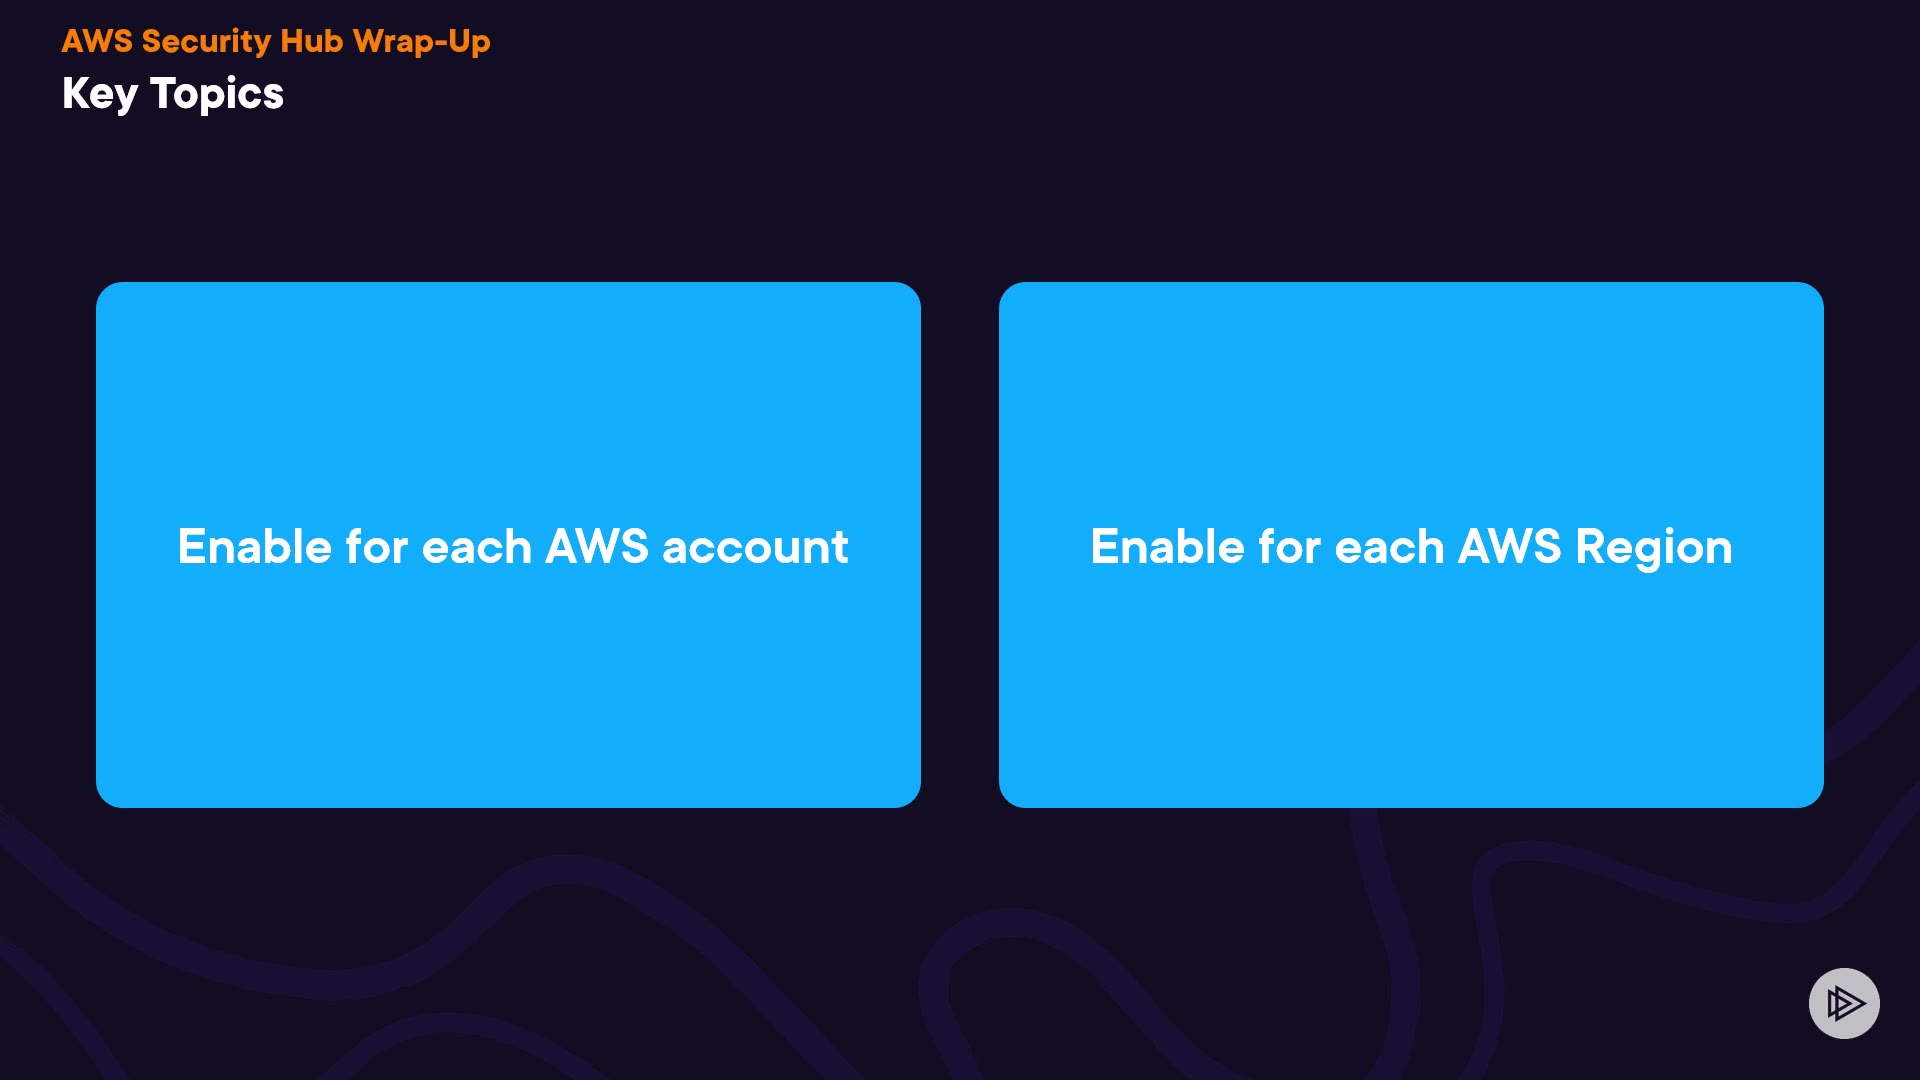 AWS Security Hub Wrap-Up
Key Topics
Enable for each AWS account
Enable for each AWS Region